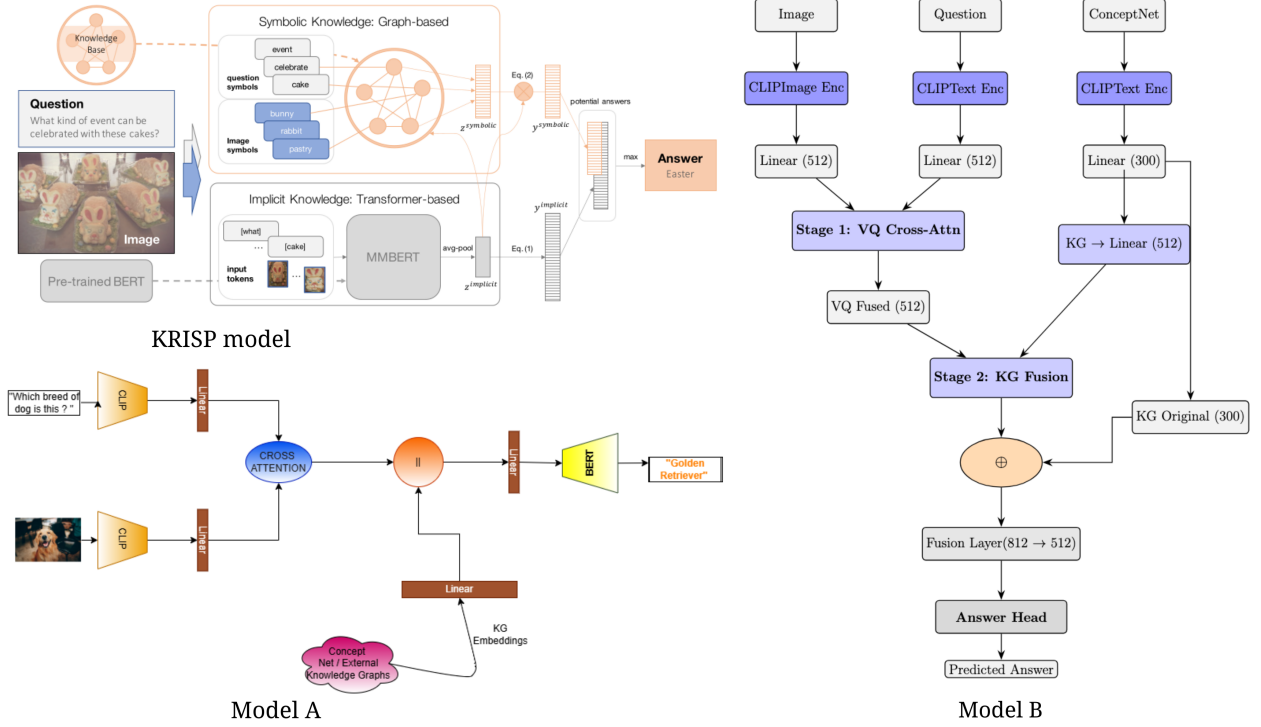 Knowledge
Base
Question
What kind of event can be
celebrated with these cakes?
Image
Pre-trained BERT
Symbolic Knowledge: Graph-based
event
celebrate
cake
question
symbols
bunny
rabbit
pastry
Image
symbols
z^symbolic
Eq. (2)
y^symbolic
potential answers
max
Answer
Easter
Implicit Knowledge: Transformer-based
[what]
...
[cake]
input
tokens
...
MMBERT
avg-pool
z^implicit
Eq. (1)
y^implicit
KRISP model
"Which breed of
dog is this ? "
CLIP
Linear
CROSS
ATTENTION
CLIP
Linear
||
Linear
BERT
"Golden
Retriever"
Linear
KG
Embeddings
Concept
Net / External
Knowledge Graphs
Model A
Image
Question
ConceptNet
CLIPImage Enc
CLIPText Enc
CLIPText Enc
Linear (512)
Linear (512)
Linear (300)
Stage 1: VQ Cross-Attn
KG → Linear (512)
VQ Fused (512)
Stage 2: KG Fusion
KG Original (300)
⊕
Fusion Layer(812 → 512)
Answer Head
Predicted Answer
Model B